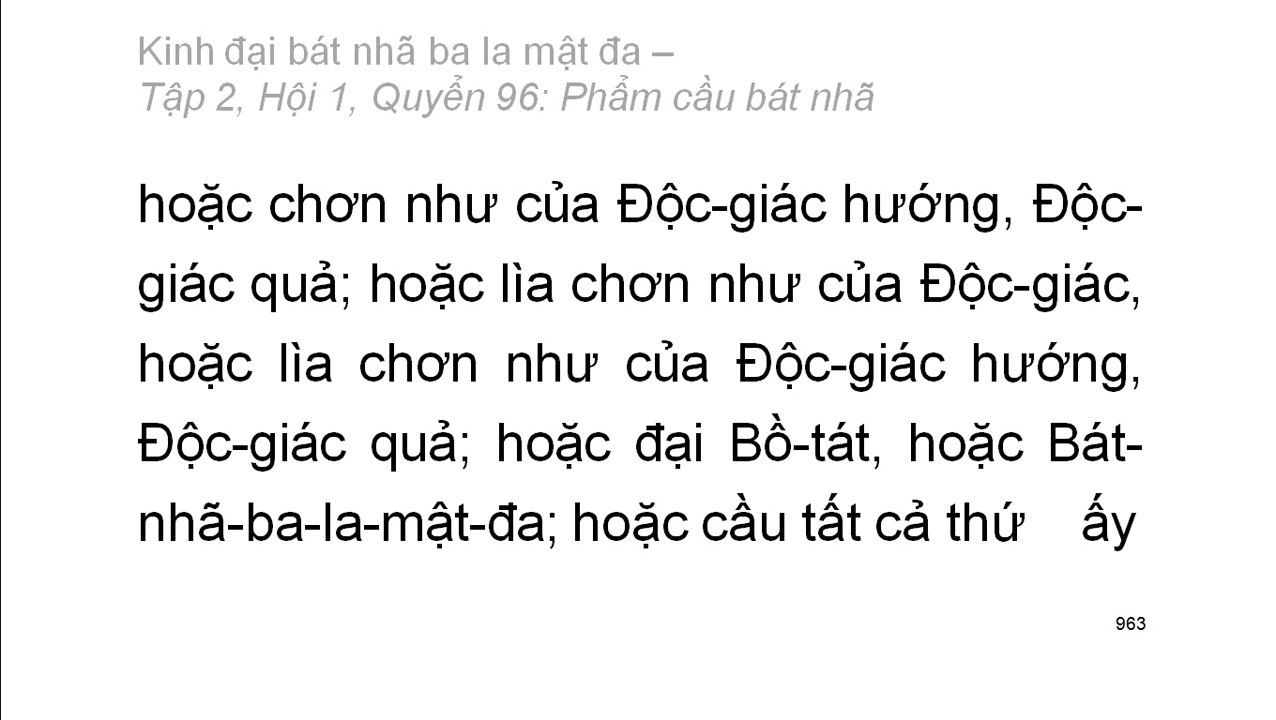 Kinh đại bát nhã ba la mật đa –
Tập 2, Hội 1, Quyển 96: Phẩm cầu bát nhã
hoặc chơn như của Độc-giác hướng, Độc-
giác quả; hoặc lìa chơn như của Độc-giác,
hoặc lìa chơn như của Độc-giác hướng,
Độc-giác quả; hoặc đại Bồ-tát, hoặc Bát-
nhã-ba-la-mật-đa; hoặc cầu tất cả thứ ấy
963